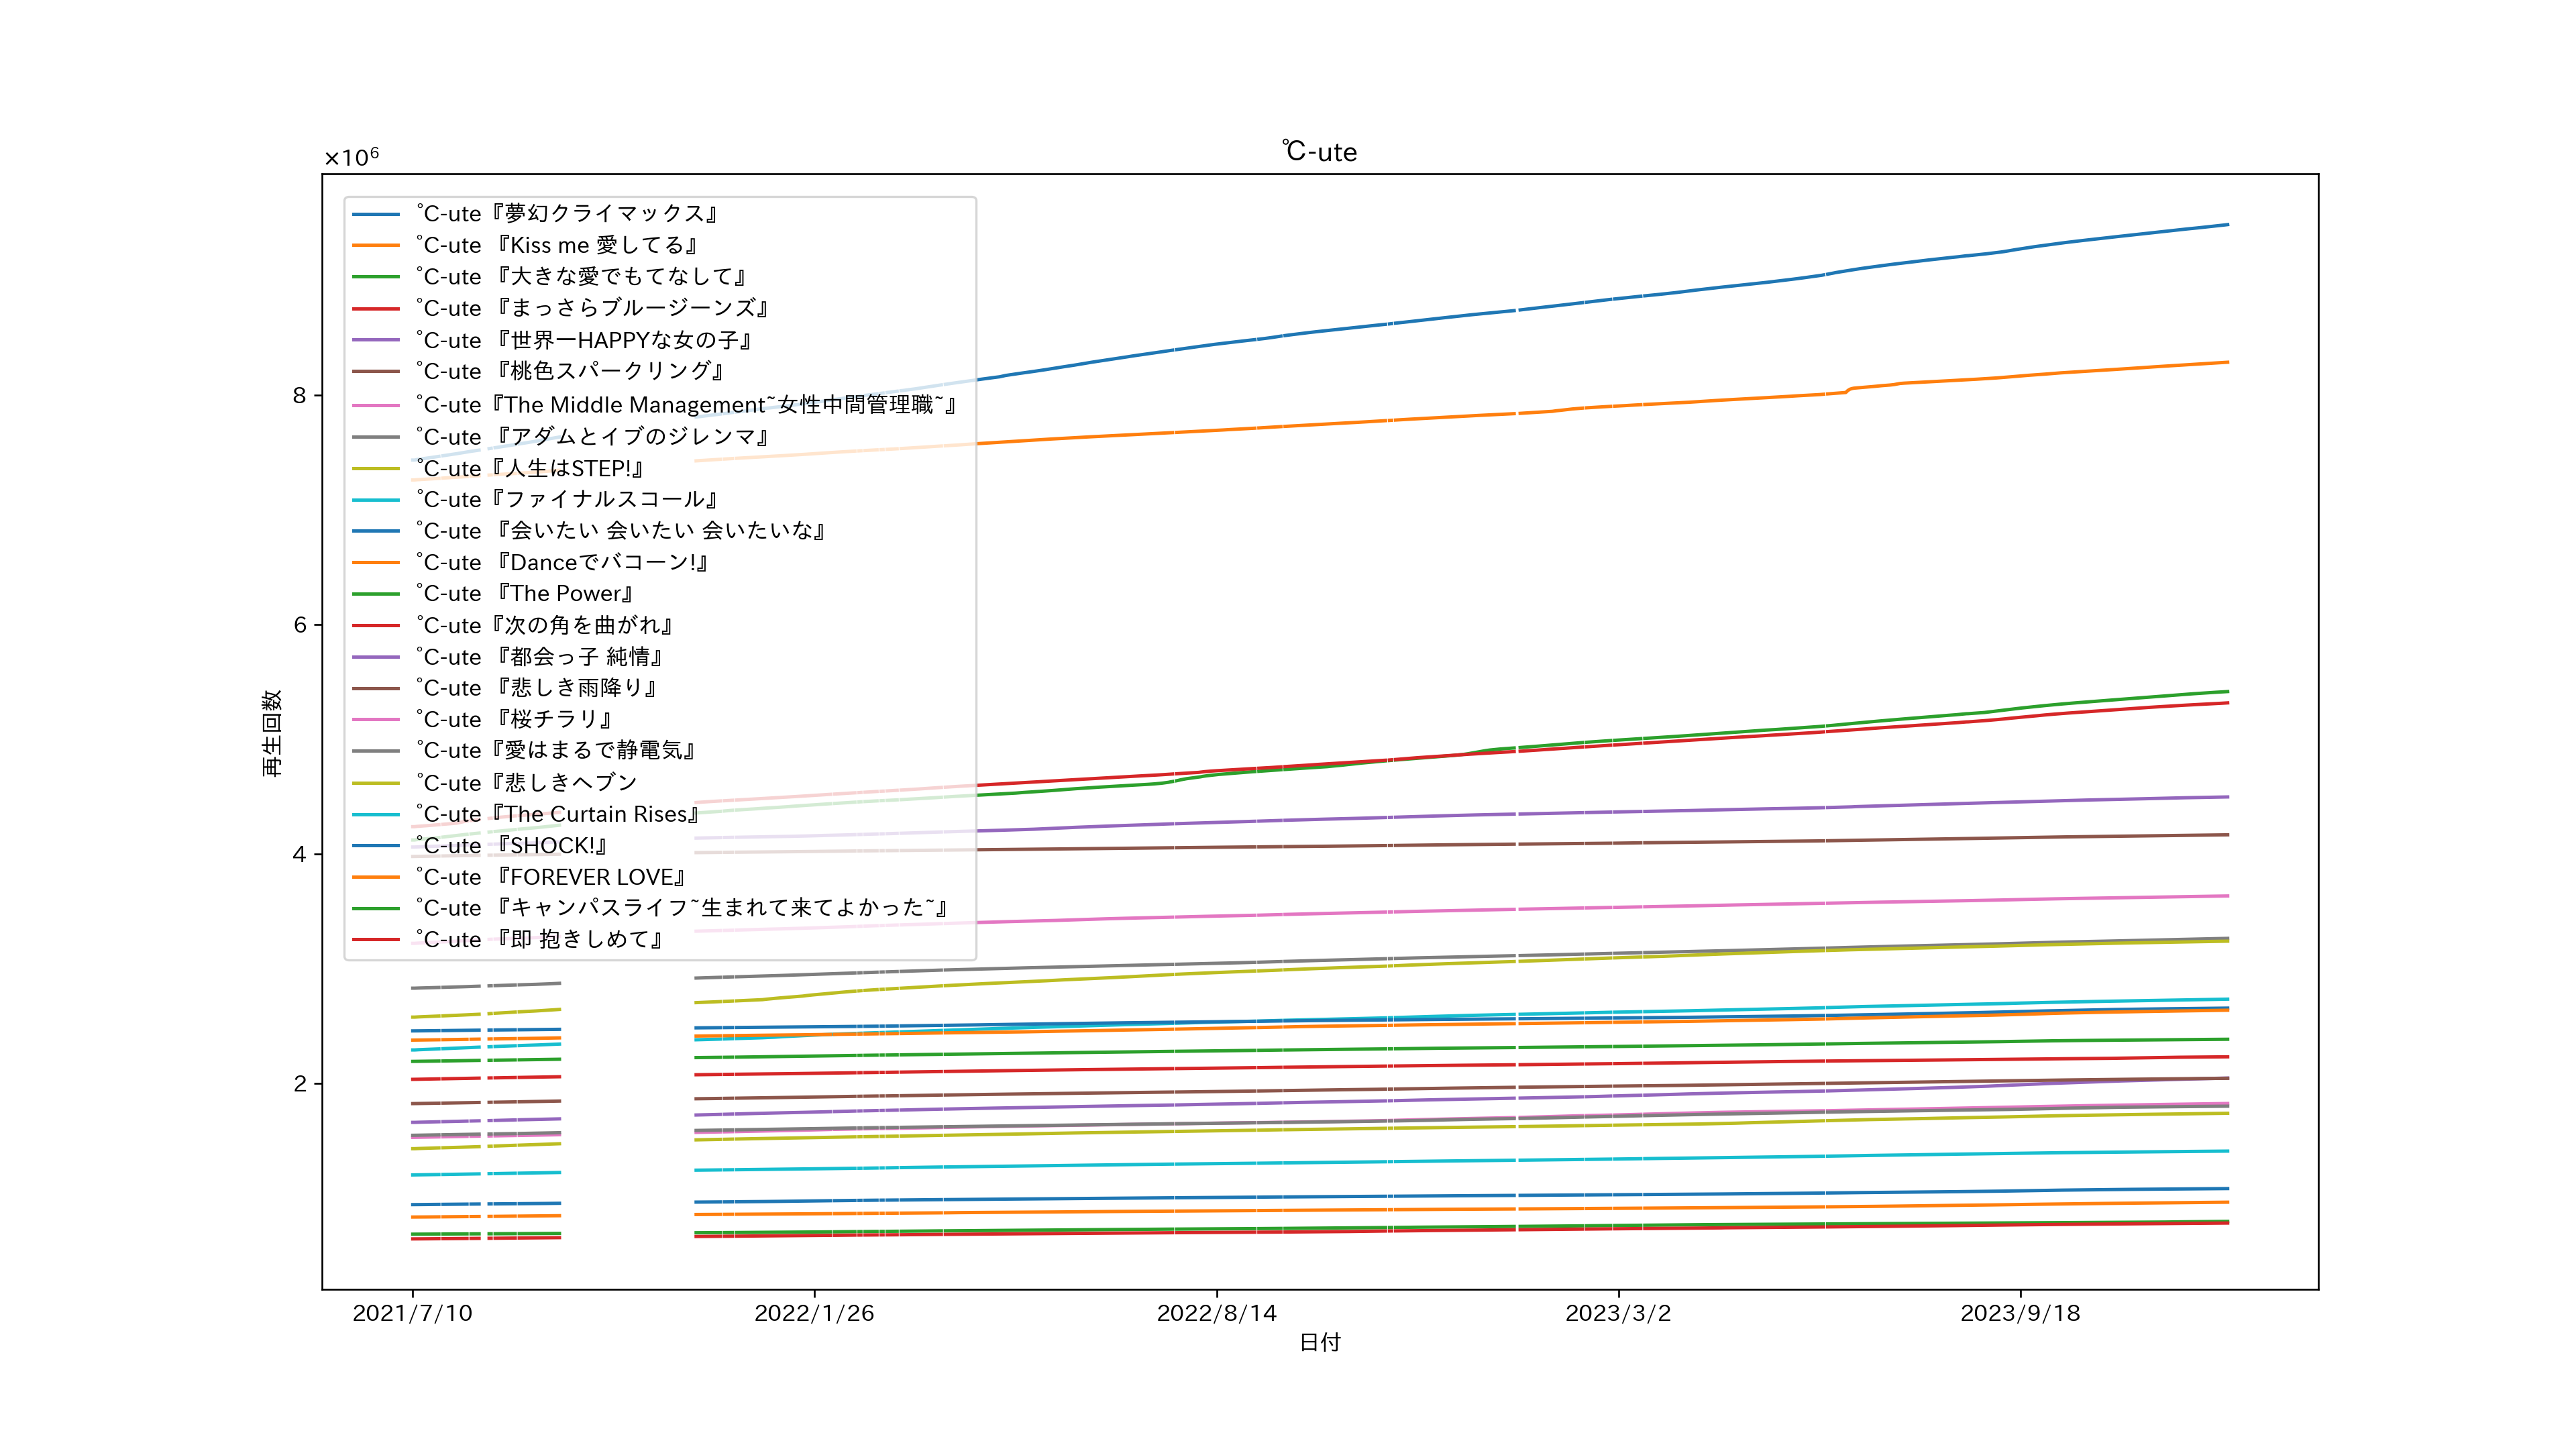 ℃-ute
×10⁶
゜C-ute『夢幻クライマックス』
゜C-ute 『Kiss me 愛してる』
゜C-ute 『大きな愛でもてなして』
゜C-ute 『まっさらブルージーンズ』
゜C-ute 『世界一HAPPYな女の子』
゜C-ute 『桃色スパークリング』
゜C-ute『The Middle Management~女性中間管理職~』
゜C-ute『アダムとイブのジレンマ』
゜C-ute『人生はSTEP!』
゜C-ute『ファイナルスコール』
゜C-ute 『会いたい 会いたい 会いたいな』
゜C-ute 『Danceでバコーン!』
゜C-ute 『The Power』
゜C-ute『次の角を曲がれ』
゜C-ute 『都会っ子 純情』
゜C-ute 『悲しき雨降り』
゜C-ute 『桜チラリ』
゜C-ute『愛はまるで静電気』
゜C-ute『悲しきヘブン
゜C-ute『The Curtain Rises』
゜C-ute 『SHOCK!』
゜C-ute 『FOREVER LOVE』
゜C-ute 『キャンパスライフ~生まれて来てよかった~』
゜C-ute 『即 抱きしめて』
8
6
4
2
再生回数
2021/7/10 2022/1/26 2022/8/14 2023/3/2 2023/9/18
日付